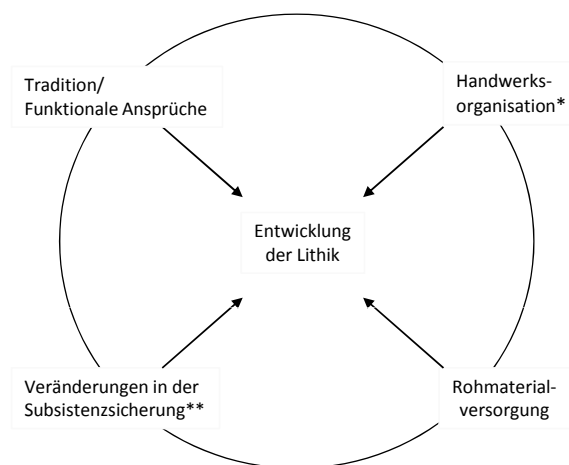 Tradition/
Funktionale Ansprüche
Handwerks-
organisation*
Entwicklung
der Lithik
Veränderungen in der
Subsistenzsicherung**
Rohmaterial-
versorgung